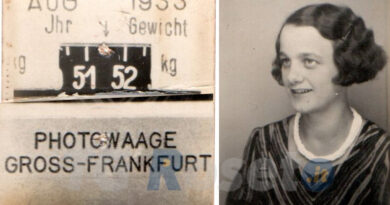 AUG 1933
Jhr Gewicht
kg 51 52 kg
PHOTOWAAGE
GROSS-FRANKFURT